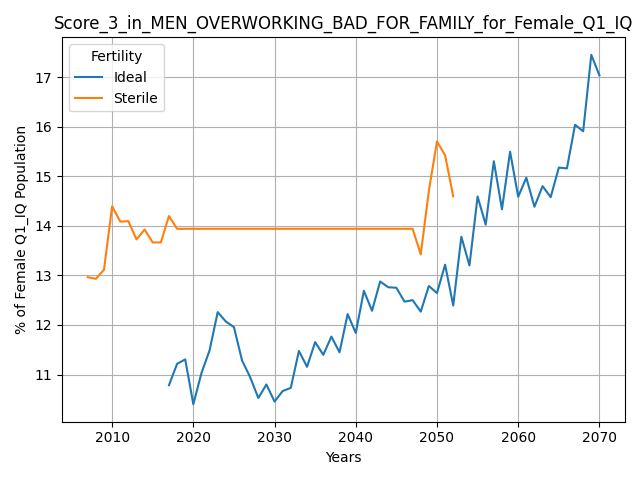 Score_3_in_MEN_OVERWORKING_BAD_FOR_FAMILY_for_Female_Q1_IQ
Fertility
Ideal
Sterile
% of Female Q1_IQ Population
17
16
15
14
13
12
11
2010 2020 2030 2040 2050 2060 2070
Years